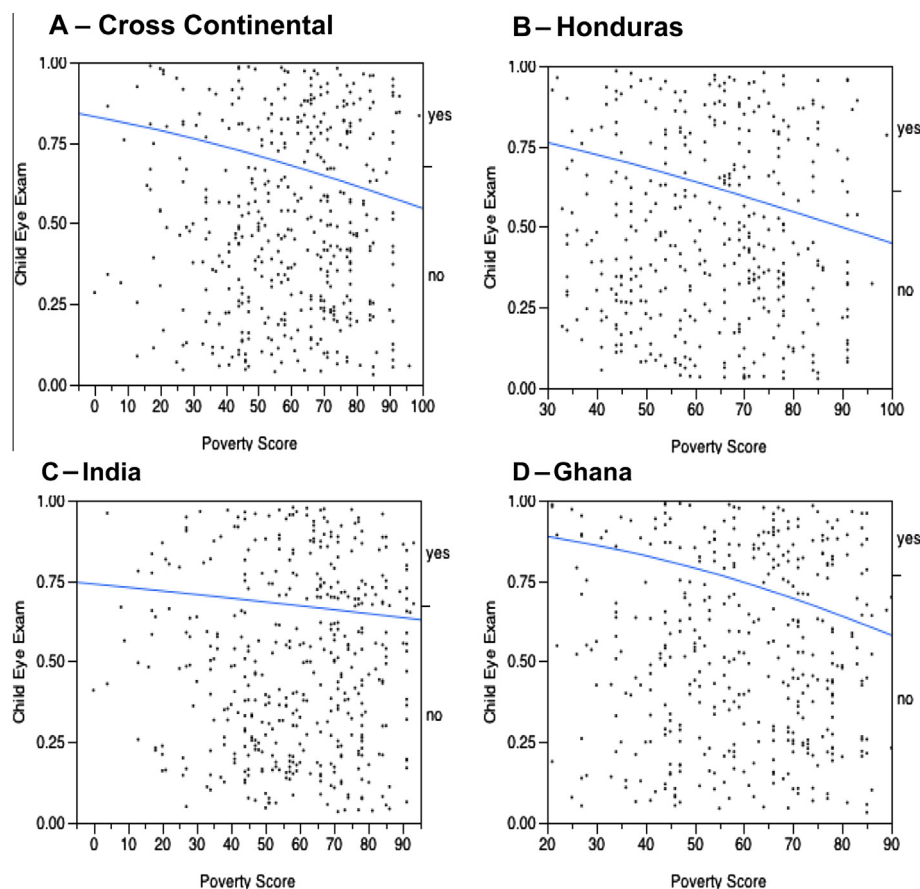 A – Cross Continental
1.00
0.75
0.50
0.25
0.00
Child Eye Exam
yes
no
0 10 20 30 40 50 60 70 80 90 100
Poverty Score
B – Honduras
1.00
0.75
0.50
0.25
0.00
Child Eye Exam
yes
no
30 40 50 60 70 80 90 100
Poverty Score
C – India
1.00
0.75
0.50
0.25
0.00
Child Eye Exam
yes
no
0 10 20 30 40 50 60 70 80 90
Poverty Score
D – Ghana
1.00
0.75
0.50
0.25
0.00
Child Eye Exam
yes
no
20 30 40 50 60 70 80 90
Poverty Score